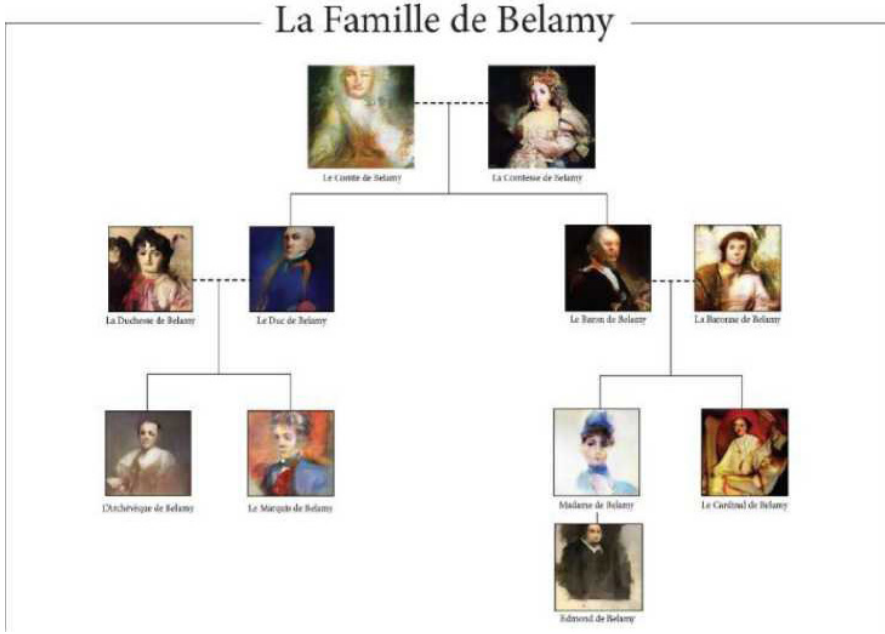 La Famille de Belamy
Le Comte de Belamy
La Comtesse de Belamy
La Duchesse de Belamy
Le Duc de Belamy
Le Baron de Belamy
La Baronne de Belamy
L'Archevêque de Belamy
Le Marquis de Belamy
Madame de Belamy
Le Cardinal de Belamy
Edmond de Belamy